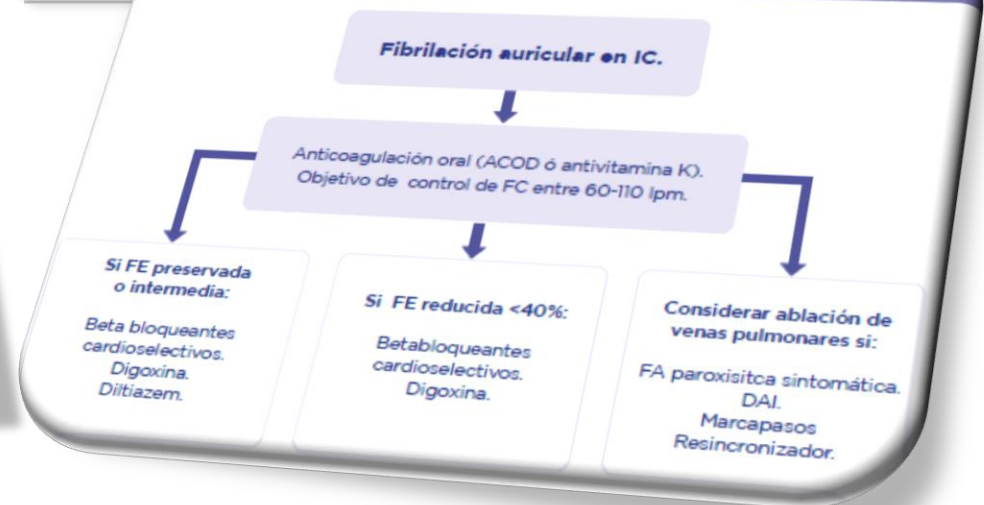 Fibrilación auricular en IC.
Anticoagulación oral (ACOD ó antivitamina K).
Objetivo de control de FC entre 60-110 lpm.
Si FE preservada
o intermedia:
Beta bloqueantes
cardioselectivos.
Digoxina.
Diltiazem.
Si FE reducida <40%:
Betabloqueantes
cardioselectivos.
Digoxina.
Considerar ablación de
venas pulmonares si:
FA paroxisitca sintomática.
DAI.
Marcapasos
Resincronizador.